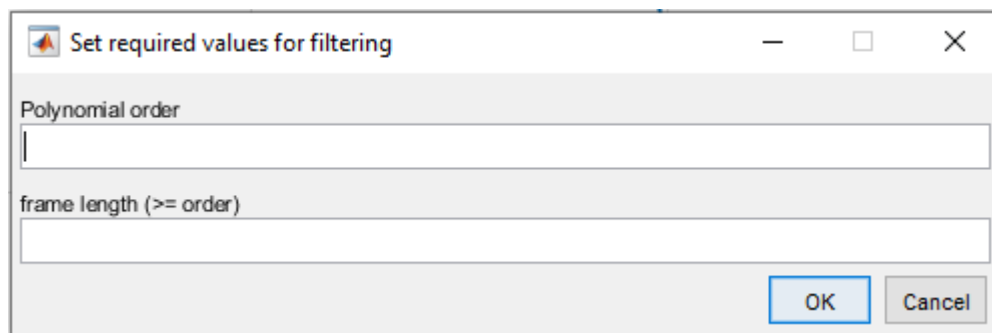 Set required values for filtering
Polynomial order
frame length (>= order)
OK Cancel